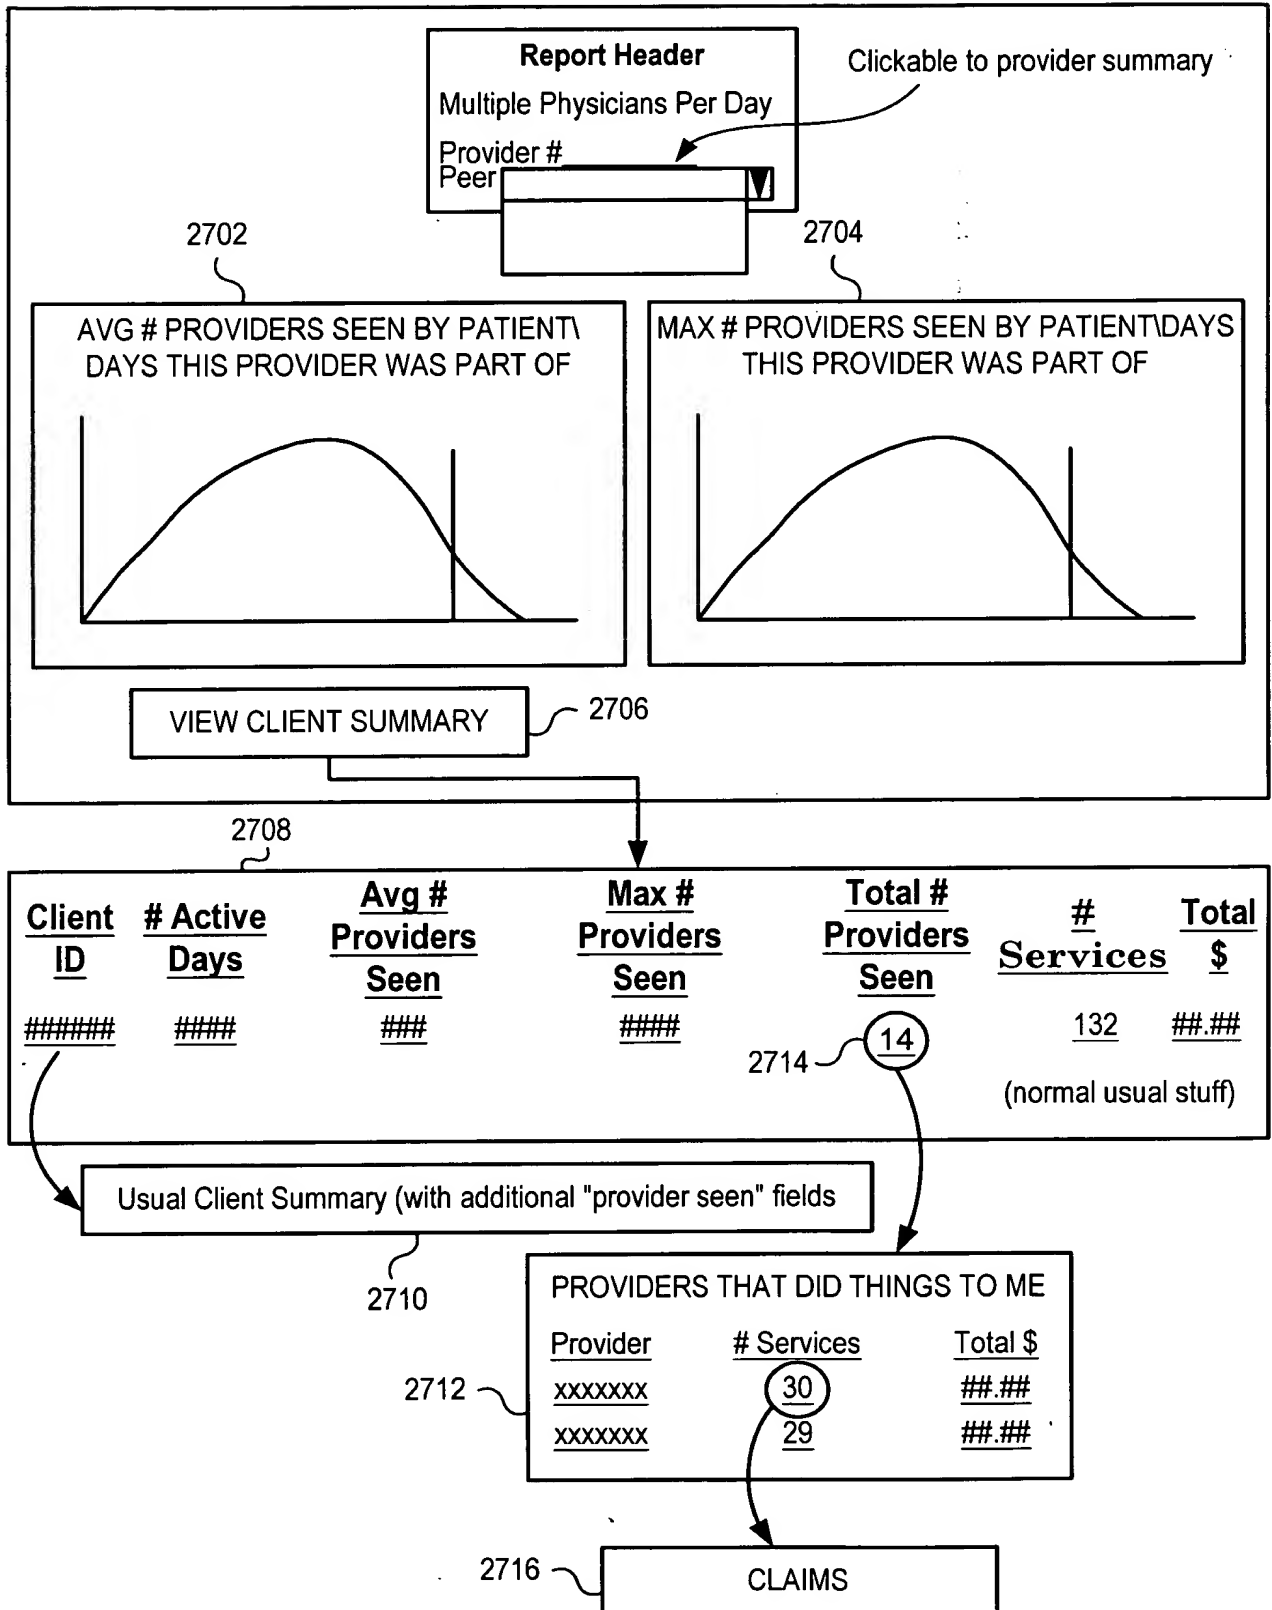 Report Header
Clickable to provider summary
Multiple Physicians Per Day
Provider #
Peer
2702
2704
AVG # PROVIDERS SEEN BY PATIENT\
DAYS THIS PROVIDER WAS PART OF
MAX # PROVIDERS SEEN BY PATIENT\DAYS
THIS PROVIDER WAS PART OF
VIEW CLIENT SUMMARY
2706
2708
Client
ID
# Active
Days
Avg #
Providers
Seen
Max #
Providers
Seen
Total #
Providers
Seen
#
Services
Total
$
###### #### ### #### 14 132 ##.##
2714
(normal usual stuff)
Usual Client Summary (with additional "provider seen" fields
2710
PROVIDERS THAT DID THINGS TO ME
Provider # Services Total $
2712
xxxxxxx 30 ##.##
xxxxxxx 29 ##.##
2716
CLAIMS